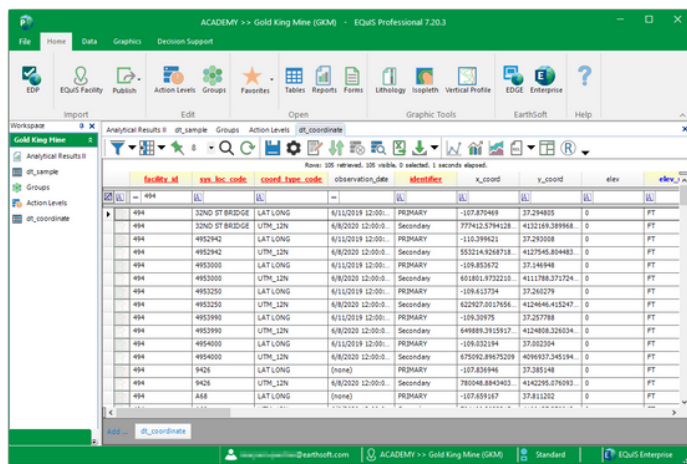 ACADEMY >> Gold King Mine (GKM) - EQuIS Professional 7.20.3
File Home Data Graphics Decision Support
EDP EQuIS Facility Publish Action Levels Groups Favorites Tables Reports Forms Lithology Isopleth Vertical Profile EDGE Enterprise
Import Edit Open Graphic Tools EarthSoft Help
Workspace
Gold King Mine
Analytical Results II
dt_sample
Groups
Action Levels
dt_coordinate
Analytical Results II dt_sample Groups Action Levels dt_coordinate
Rows: 105 retrieved. 105 visible. 0 selected. 1 seconds elapsed.
facility_id sys_loc_code coord_type_code observation_date identifier x_coord y_coord elev
= 494 =
494 32ND ST BRIDGE LAT LONG 6/11/2019 12:00:... PRIMARY -107.870469 37.294805 0 FT
494 32ND ST BRIDGE UTM_12N 6/8/2020 12:00:0... Secondary 777412.5794128... 4132169.389968... 0 FT
494 4952942 LAT LONG 6/11/2019 12:00:... PRIMARY -110.399621 37.293008 0 FT
494 4952942 UTM_12N 6/8/2020 12:00:0... Secondary 553214.9268718... 4127545.804483... 0 FT
494 4953000 LAT LONG 6/11/2019 12:00:... PRIMARY -109.853672 37.146948 0 FT
494 4953000 UTM_12N 6/8/2020 12:00:0... Secondary 601801.9732210... 4111788.371724... 0 FT
494 4953250 LAT LONG 6/11/2019 12:00:... PRIMARY -109.613734 37.260279 0 FT
494 4953250 UTM_12N 6/8/2020 12:00:0... Secondary 622927.0017656... 4124646.415247... 0 FT
494 4953990 LAT LONG 6/11/2019 12:00:... PRIMARY -109.30975 37.257788 0 FT
494 4953990 UTM_12N 6/8/2020 12:00:0... Secondary 649889.3915917... 4124808.326034... 0 FT
494 4954000 LAT LONG 6/11/2019 12:00:... PRIMARY -109.032194 37.002304 0 FT
494 4954000 UTM_12N 6/8/2020 12:00:0... Secondary 675092.89675209 4096937.345194... 0 FT
494 9426 LAT LONG (none) PRIMARY -107.836946 37.385148 0 FT
494 9426 UTM_12N 6/8/2020 12:00:0... Secondary 780048.8843403... 4142295.076093... 0 FT
494 A68 LAT LONG (none) PRIMARY -107.659167 37.811202 0 FT
Add ... dt_coordinate
@earthsoft.com ACADEMY >> Gold King Mine (GKM) Standard EQuIS Enterprise